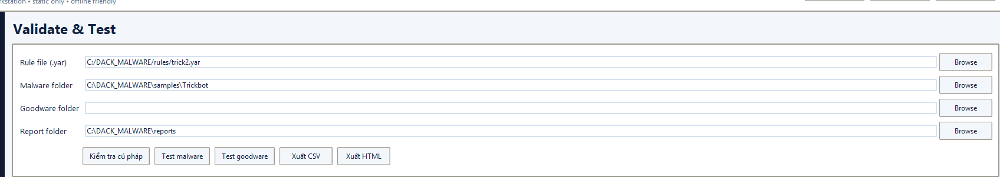 rkstation • static only • offline friendly
Validate & Test
Rule file (.yar) C:/DACK_MALWARE/rules/trick2.yar Browse
Malware folder C:\DACK_MALWARE\samples\Trickbot Browse
Goodware folder Browse
Report folder C:\DACK_MALWARE\reports Browse
Kiểm tra cú pháp Test malware Test goodware Xuất CSV Xuất HTML